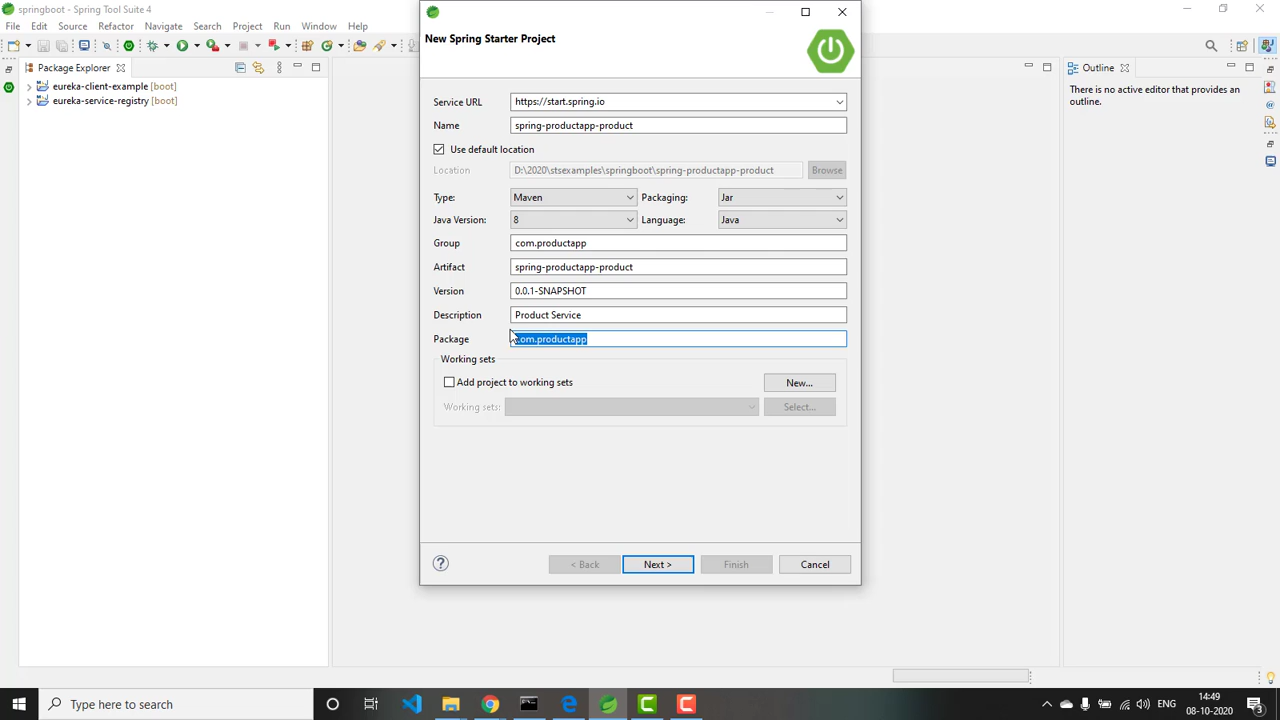 springboot - Spring Tool Suite 4
File Edit Source Refactor Navigate Search Project Run Window Help
Package Explorer
eureka-client-example [boot]
eureka-service-registry [boot]
New Spring Starter Project
Service URL https://start.spring.io
Name spring-productapp-product
Use default location
Location D:\2020\stsexamples\springboot\spring-productapp-product Browse
Type: Maven Packaging: Jar
Java Version: 8 Language: Java
Group com.productapp
Artifact spring-productapp-product
Version 0.0.1-SNAPSHOT
Description Product Service
Package com.productapp
Working sets
Add project to working sets New...
Working sets: Select...
? < Back Next > Finish Cancel
Outline
There is no active editor that provides an
outline.
Type here to search
ENG
14:49
08-10-2020
3